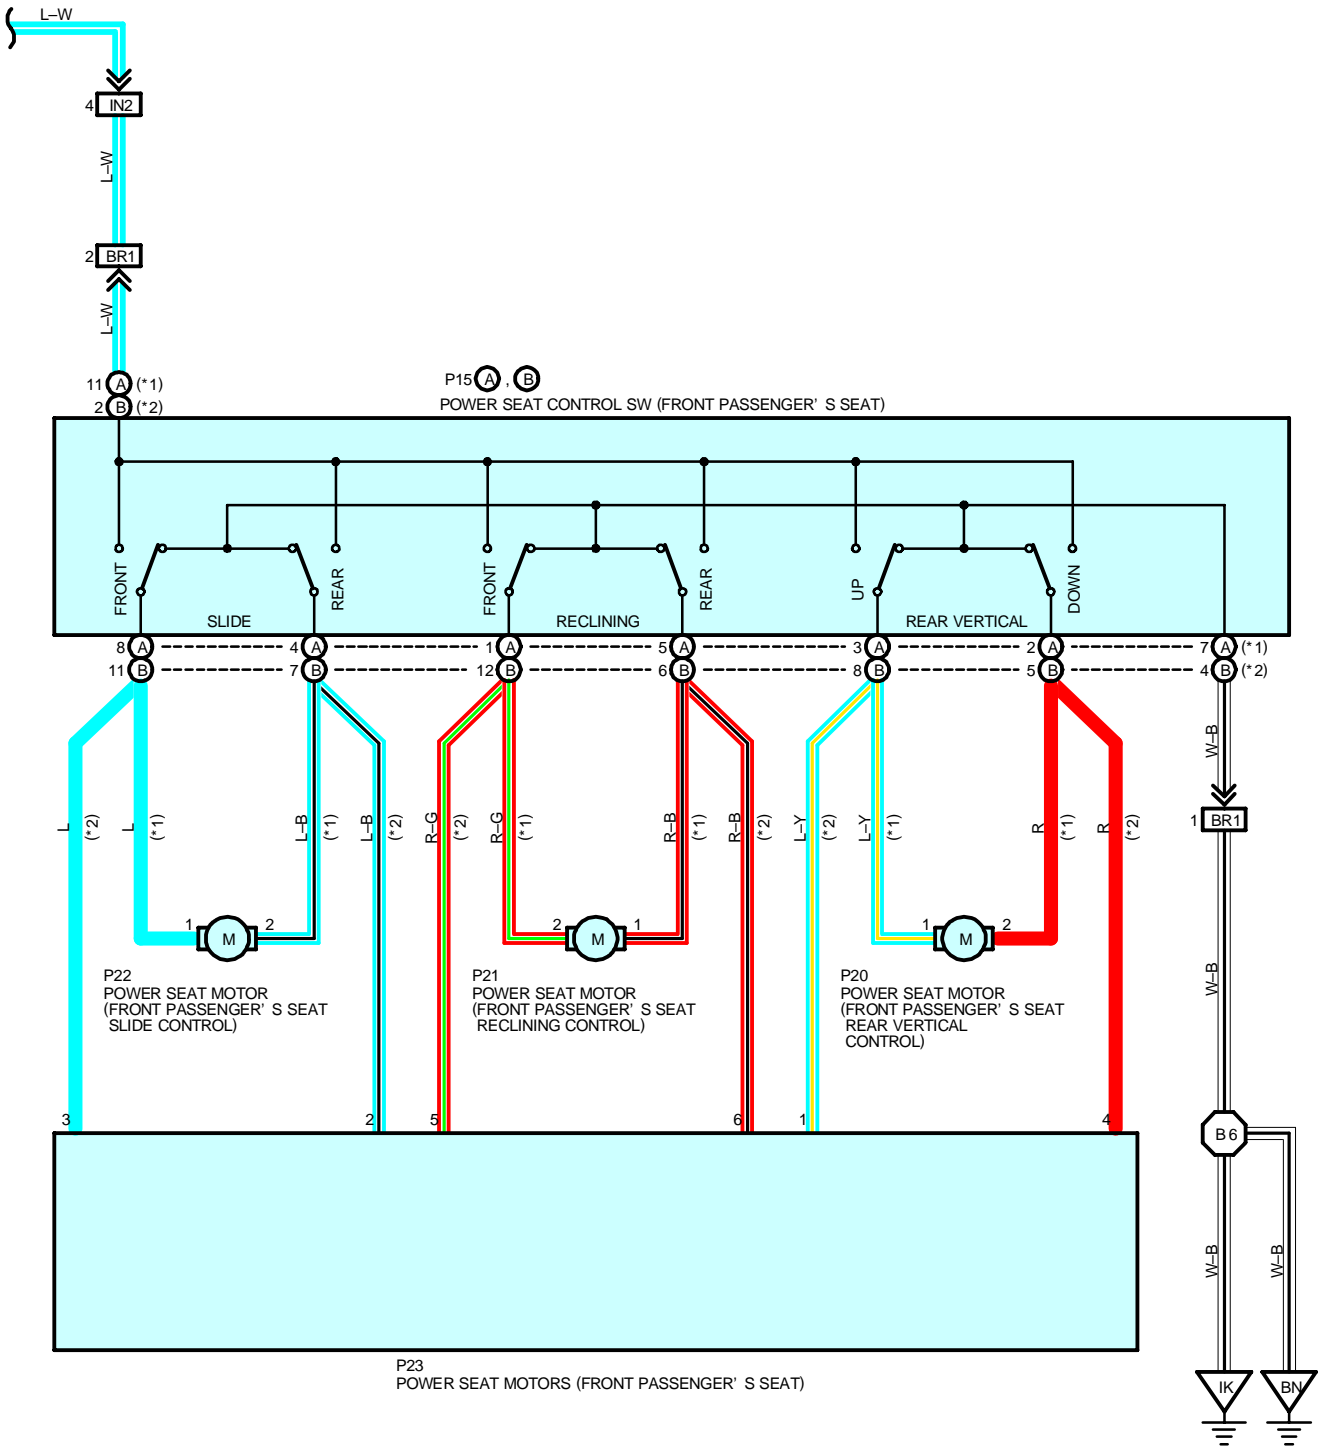 L–W
4 IN2
L–W
2 BR1
L–W
11 A (*1)
2 B (*2)
P15 A , B
POWER SEAT CONTROL SW (FRONT PASSENGER' S SEAT)
FRONT
REAR
FRONT
REAR
UP
DOWN
SLIDE
RECLINING
REAR VERTICAL
8 A 4 A 1 A 5 A 3 A 2 A 7 A (*1)
11 B 7 B 12 B 6 B 8 B 5 B 4 B (*2)
W–B
L (*2)
L (*1)
L–B (*1)
L–B (*2)
R–G (*2)
R–G (*1)
R–B (*1)
R–B (*2)
L–Y (*2)
L–Y (*1)
R (*1)
R (*2)
1 BR1
1 M 2
2 M 1
1 M 2
P22
POWER SEAT MOTOR
(FRONT PASSENGER' S SEAT
SLIDE CONTROL)
P21
POWER SEAT MOTOR
(FRONT PASSENGER' S SEAT
RECLINING CONTROL)
P20
POWER SEAT MOTOR
(FRONT PASSENGER' S SEAT
REAR VERTICAL
CONTROL)
W–B
3 2 5 6 1 4
B6
W–B
W–B
P23
POWER SEAT MOTORS (FRONT PASSENGER' S SEAT)
IK
BN